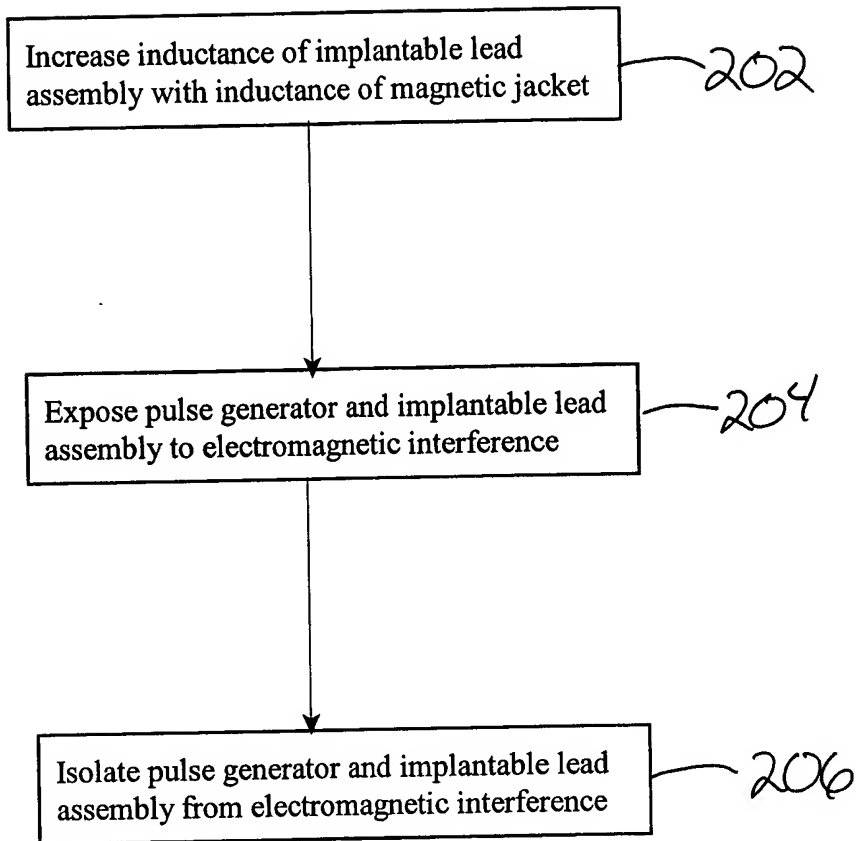 Increase inductance of implantable lead
assembly with inductance of magnetic jacket
202
Expose pulse generator and implantable lead
assembly to electromagnetic interference
204
Isolate pulse generator and implantable lead
assembly from electromagnetic interference
206